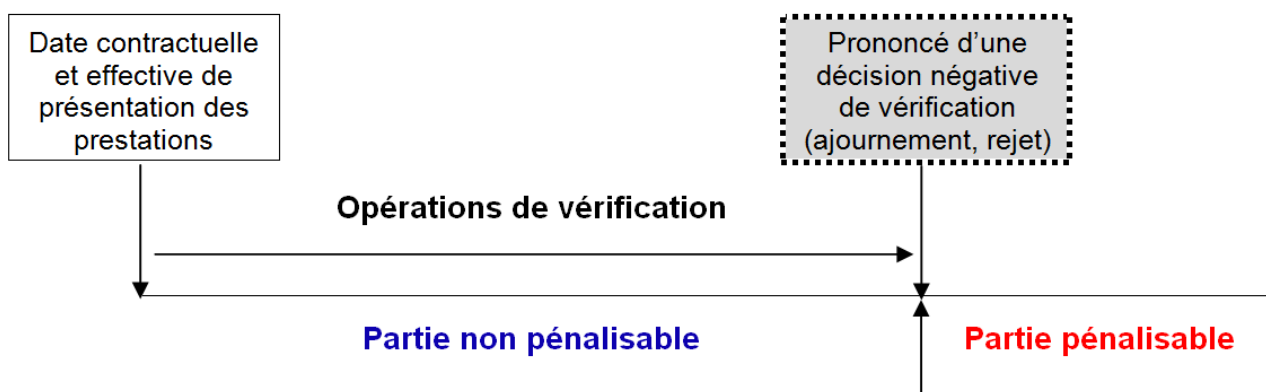 Date contractuelle
et effective de
présentation des
prestations
Prononcé d’une
décision négative
de vérification
(ajournement, rejet)
Opérations de vérification
Partie non pénalisable
Partie pénalisable